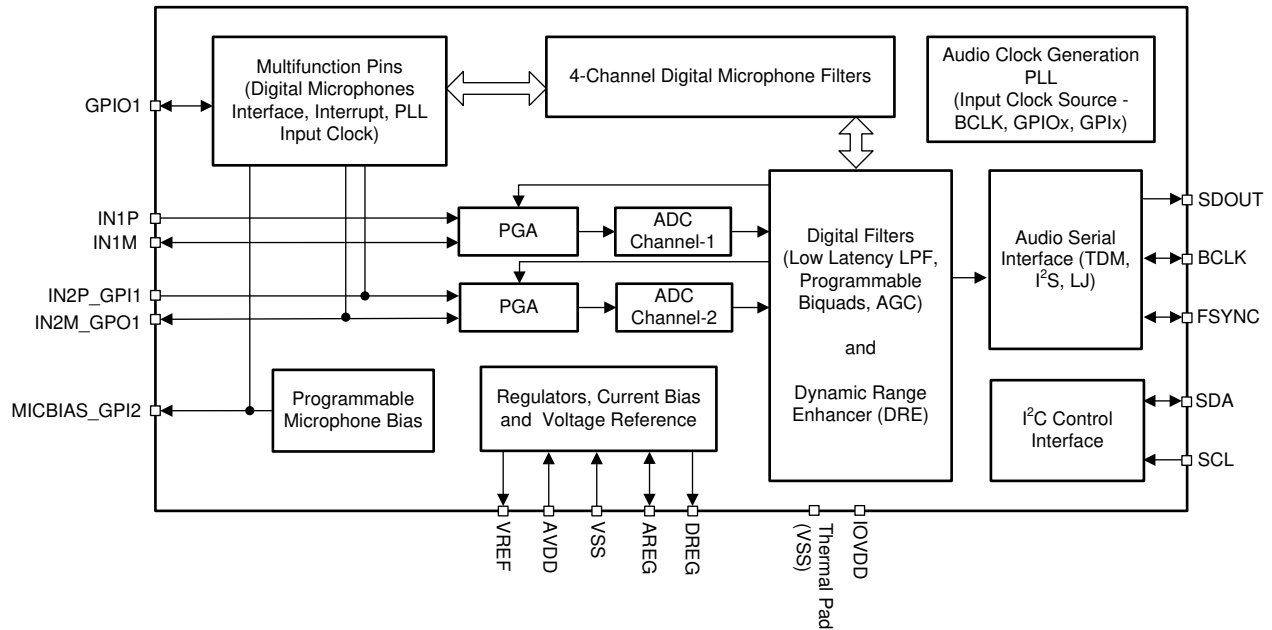 Multifunction Pins
(Digital Microphones
Interface, Interrupt, PLL
Input Clock)
4-Channel Digital Microphone Filters
Audio Clock Generation
PLL
(Input Clock Source -
BCLK, GPIOx, GPIx)
GPIO1
IN1P
IN1M
IN2P_GPI1
IN2M_GPO1
MICBIAS_GPI2
PGA
ADC
Channel-1
PGA
ADC
Channel-2
Programmable
Microphone Bias
Regulators, Current Bias
and Voltage Reference
Digital Filters
(Low Latency LPF,
Programmable
Biquads, AGC)
and
Dynamic Range
Enhancer (DRE)
Audio Serial
Interface (TDM,
I²S, LJ)
I²C Control
Interface
SDOUT
BCLK
FSYNC
SDA
SCL
VREF
AVDD
VSS
AREG
DREG
Thermal Pad
(VSS)
IOVDD